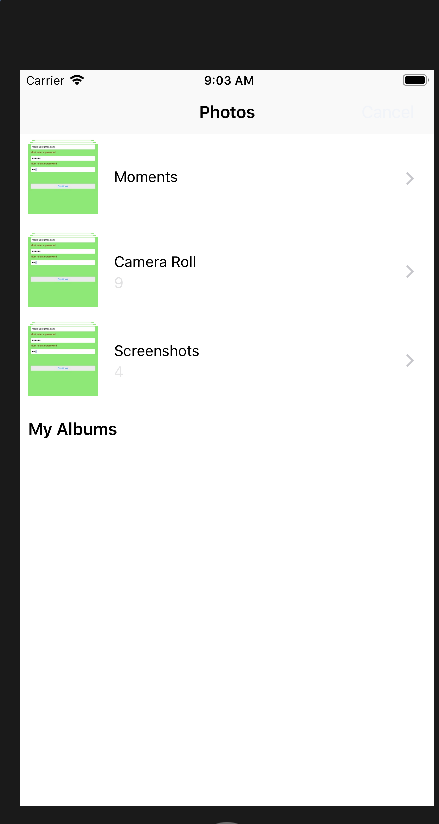 Carrier
9:03 AM
Photos
Cancel
Moments
Camera Roll
9
Screenshots
4
My Albums